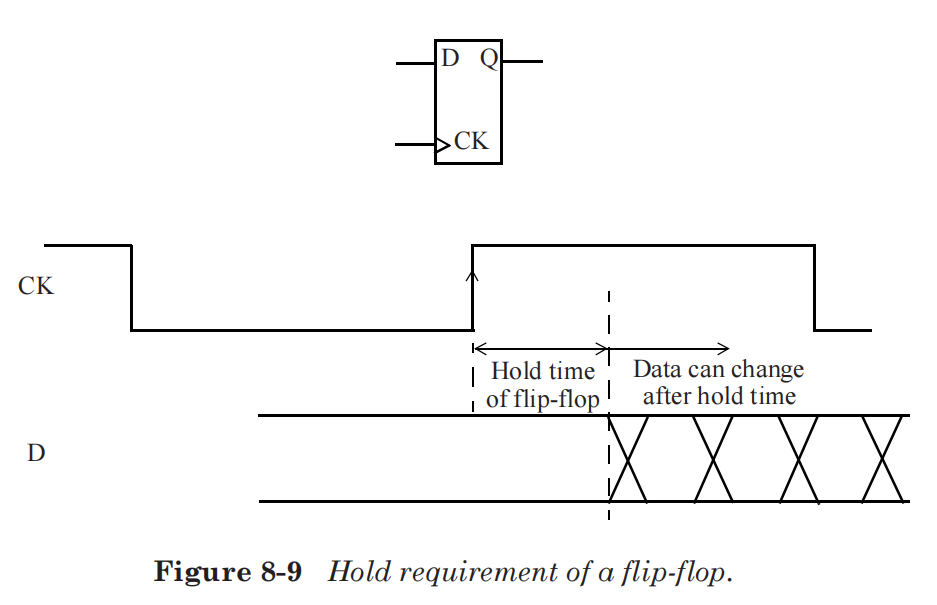 D Q
CK
CK
Hold time
of flip-flop
Data can change
after hold time
D
Figure 8-9 Hold requirement of a flip-flop.